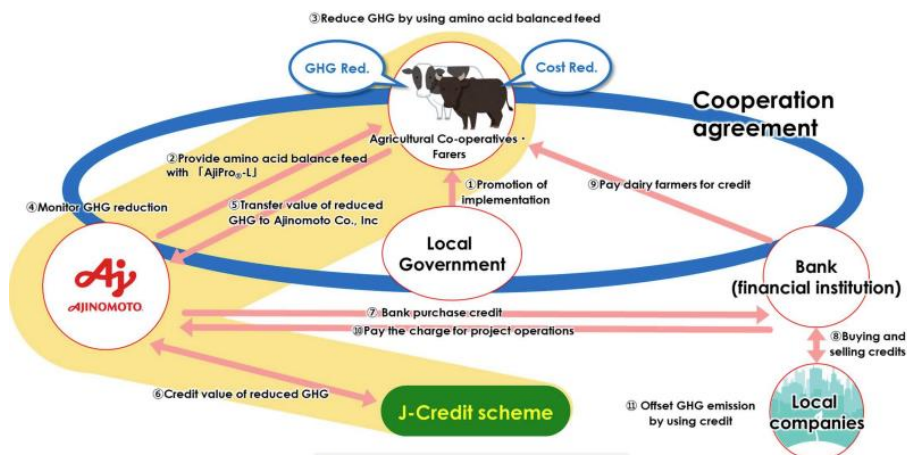 ③Reduce GHG by using amino acid balanced feed
GHG Red.
Cost Red.
Cooperation
agreement
Agricultural Co-operatives・
Farers
②Provide amino acid balance feed
with 「AjiPro®-L」
①Promotion of
implementation
⑨Pay dairy farmers for credit
④Monitor GHG reduction
⑤Transfer value of reduced
GHG to Ajinomoto Co., Inc
Local
Government
Aj
AJINOMOTO
Bank
(financial institution)
⑦Bank purchase credit
⑩Pay the charge for project operations
⑧Buying and
selling credits
⑥Credit value of reduced GHG
J-Credit scheme
⑪ Offset GHG emission
by using credit
Local
companies